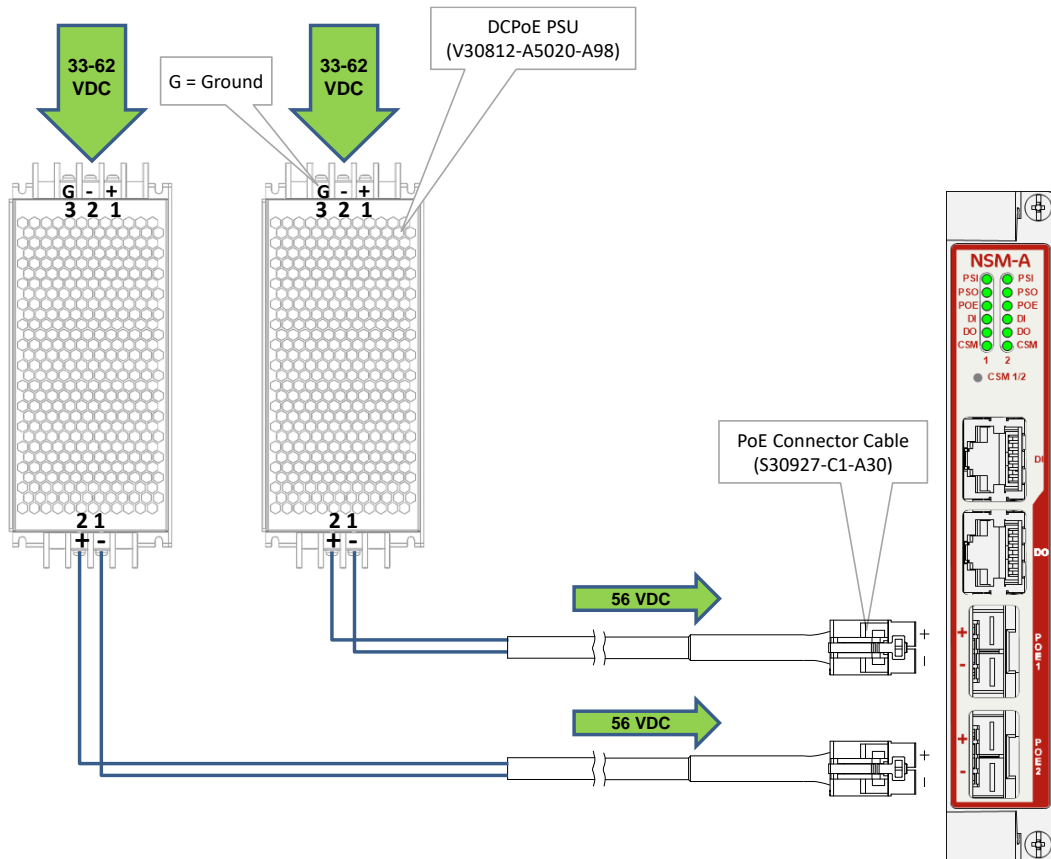 DCPoE PSU
(V30812-A5020-A98)
33-62
VDC
G = Ground
33-62
VDC
G - +
3 2 1
G - +
3 2 1
NSM-A
PSI PSI
PSO PSO
POE POE
DI DI
DO DO
CSM CSM
1 2
CSM 1/2
PoE Connector Cable
(S30927-C1-A30)
DI
2 1
+ -
2 1
+ -
DO
56 VDC
+
-
+
-
POE1
56 VDC
+
-
+
-
POE2